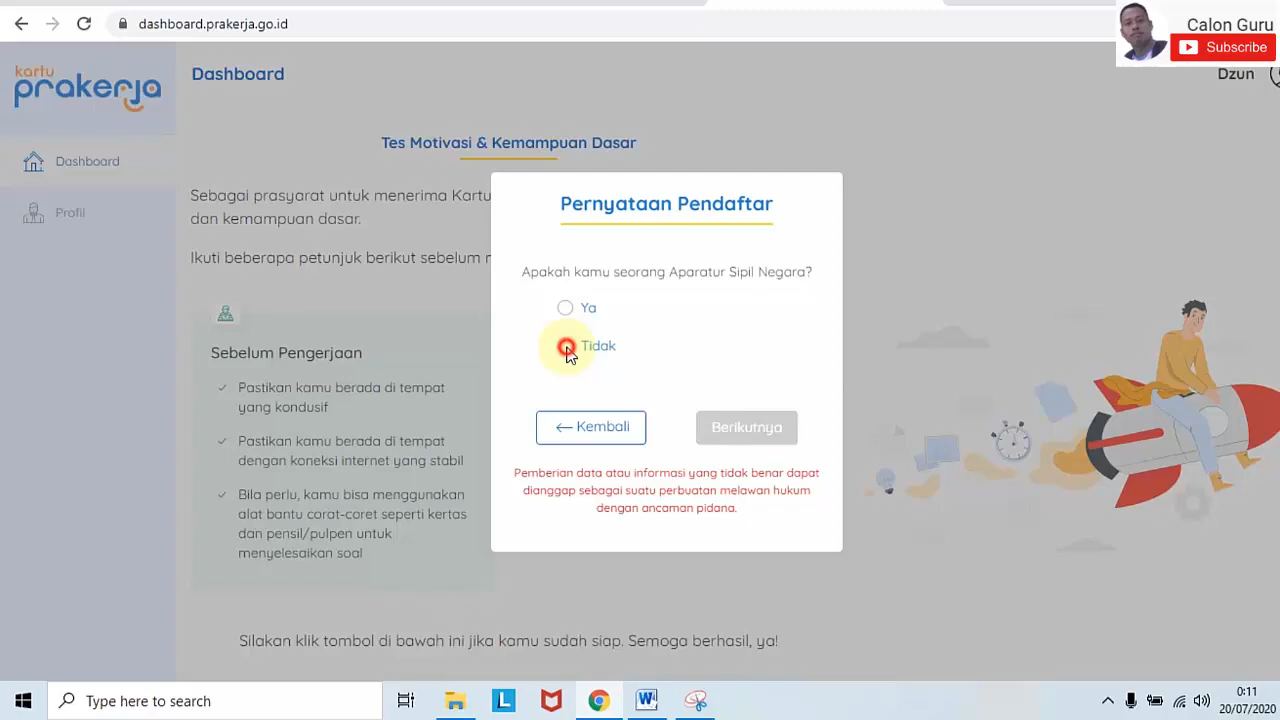 dashboard.prakerja.go.id
Calon Guru
Subscribe
kartu
prakerja
Dashboard
Dzun
Dashboard
Profil
Tes Motivasi & Kemampuan Dasar
Sebagai prasyarat untuk menerima Kartu
dan kemampuan dasar.
Ikuti beberapa petunjuk berikut sebelum
Sebelum Pengerjaan
Pastikan kamu berada di tempat
yang kondusif
Pastikan kamu berada di tempat
dengan koneksi internet yang stabil
Bila perlu, kamu bisa menggunakan
alat bantu corat-coret seperti kertas
dan pensil/pulpen untuk
menyelesaikan soal
Pernyataan Pendaftar
Apakah kamu seorang Aparatur Sipil Negara?
Ya
Tidak
← Kembali
Berikutnya
Pemberian data atau informasi yang tidak benar dapat
dianggap sebagai suatu perbuatan melawan hukum
dengan ancaman pidana.
Silakan klik tombol di bawah ini jika kamu sudah siap. Semoga berhasil, ya!
Type here to search
L
W
0:11
20/07/2020